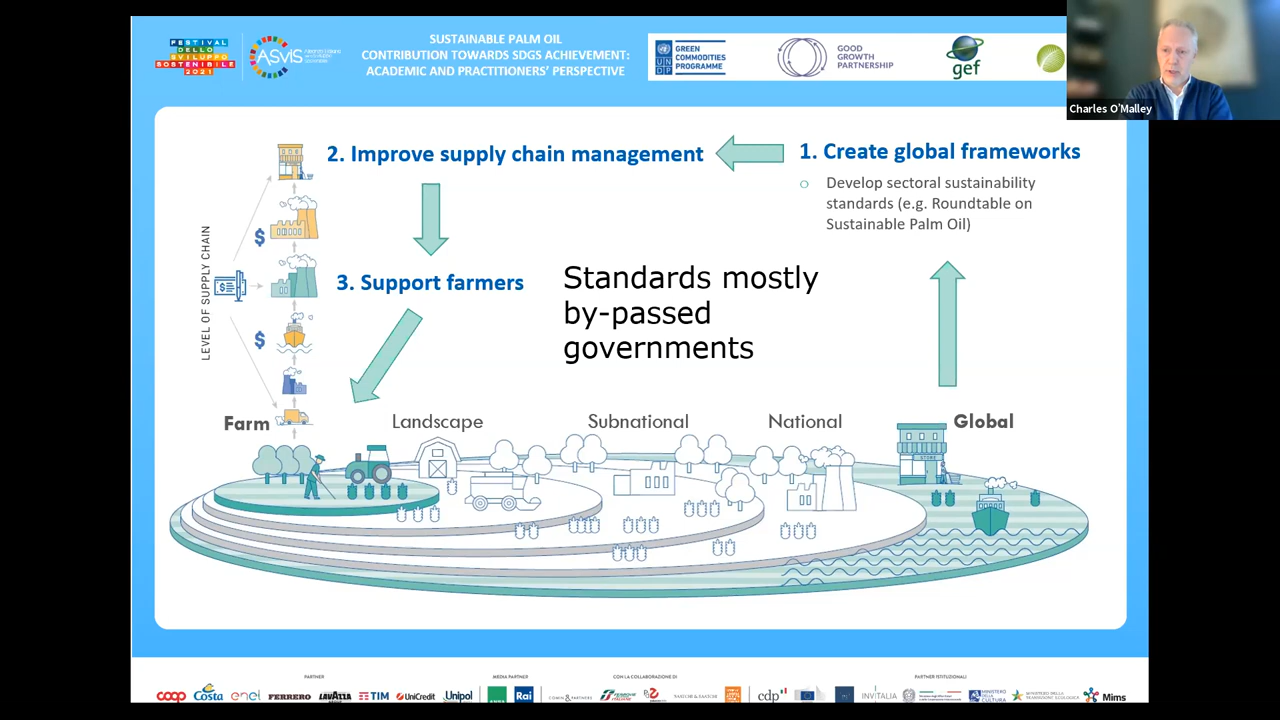 FESTIVAL
DELLO
SVILUPPO
SOSTENIBILE
2021
ASviS
SUSTAINABLE PALM OIL
CONTRIBUTION TOWARDS SDGS ACHIEVEMENT:
ACADEMIC AND PRACTITIONERS' PERSPECTIVE
UNDP
GREEN
COMMODITIES
PROGRAMME
GOOD
GROWTH
PARTNERSHIP
gef
Charles O'Malley
2. Improve supply chain management
1. Create global frameworks
Develop sectoral sustainability
standards (e.g. Roundtable on
Sustainable Palm Oil)
LEVEL OF SUPPLY CHAIN
$
$
3. Support farmers
Standards mostly
by-passed
governments
Farm
Landscape
Subnational
National
Global
STORE
PARTNER
MEDIA PARTNER
CON LA COLLABORAZIONE DI
PARTNER ISTITUZIONALI
coop
Costa
enel
FERRERO
LAVAZZA
TIM
UniCredit
Unipol
Rai
cdp
INVITALIA
Mims